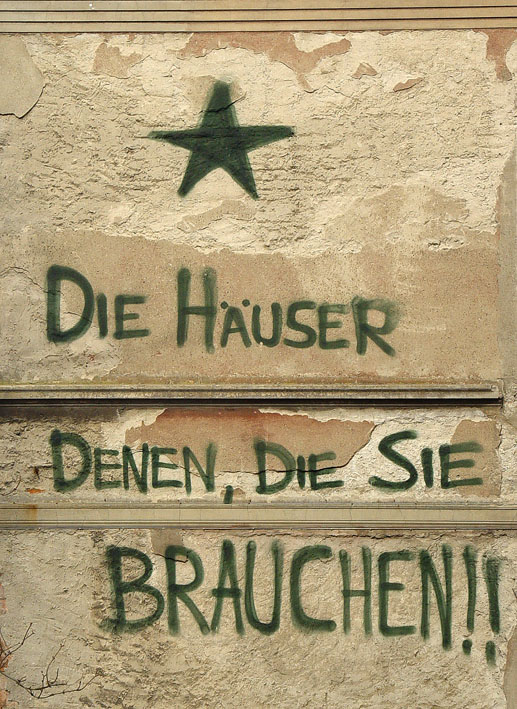 DIE HÄUSER
DENEN, DIE SIE
BRAUCHEN!!